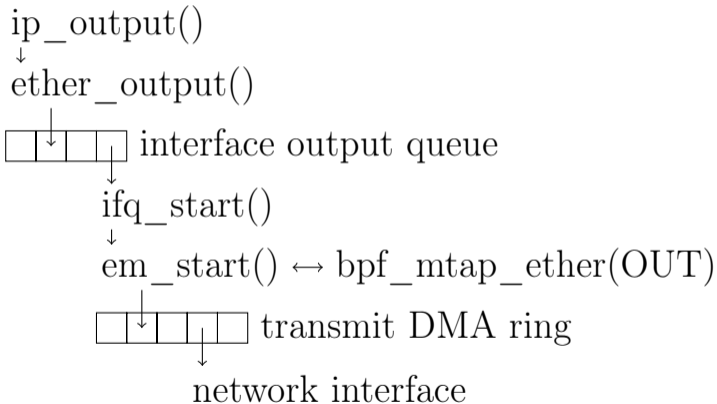 ip_output()
ether_output()
interface output queue
ifq_start()
em_start() ↔ bpf_mtap_ether(OUT)
transmit DMA ring
network interface